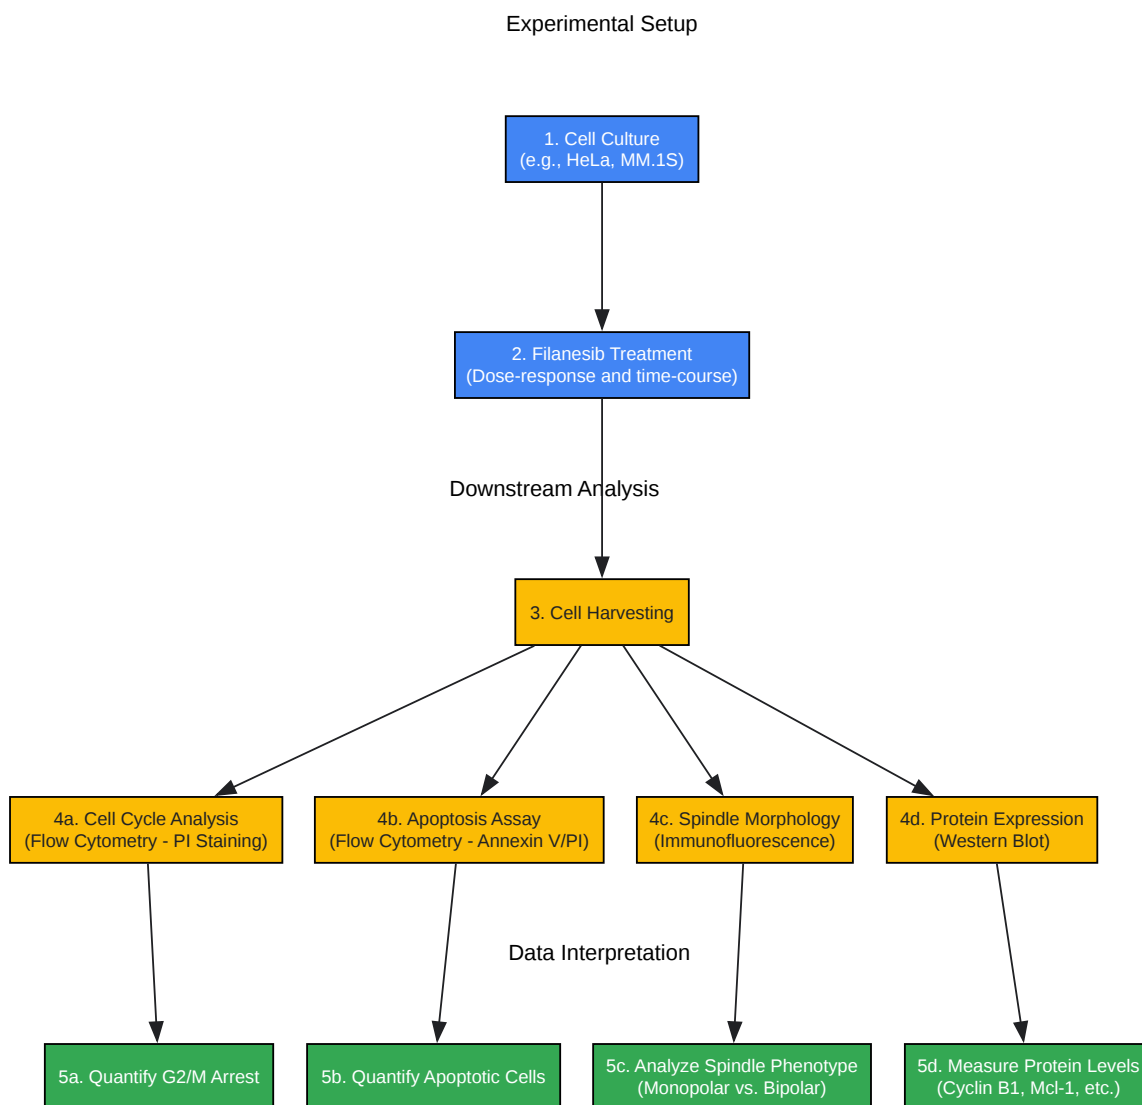 Experimental Setup
1. Cell Culture
(e.g., HeLa, MM.1S)
2. Filanesib Treatment
(Dose-response and time-course)
Downstream Analysis
3. Cell Harvesting
4a. Cell Cycle Analysis
(Flow Cytometry - PI Staining)
4b. Apoptosis Assay
(Flow Cytometry - Annexin V/PI)
4c. Spindle Morphology
(Immunofluorescence)
4d. Protein Expression
(Western Blot)
Data Interpretation
5a. Quantify G2/M Arrest
5b. Quantify Apoptotic Cells
5c. Analyze Spindle Phenotype
(Monopolar vs. Bipolar)
5d. Measure Protein Levels
(Cyclin B1, Mcl-1, etc.)